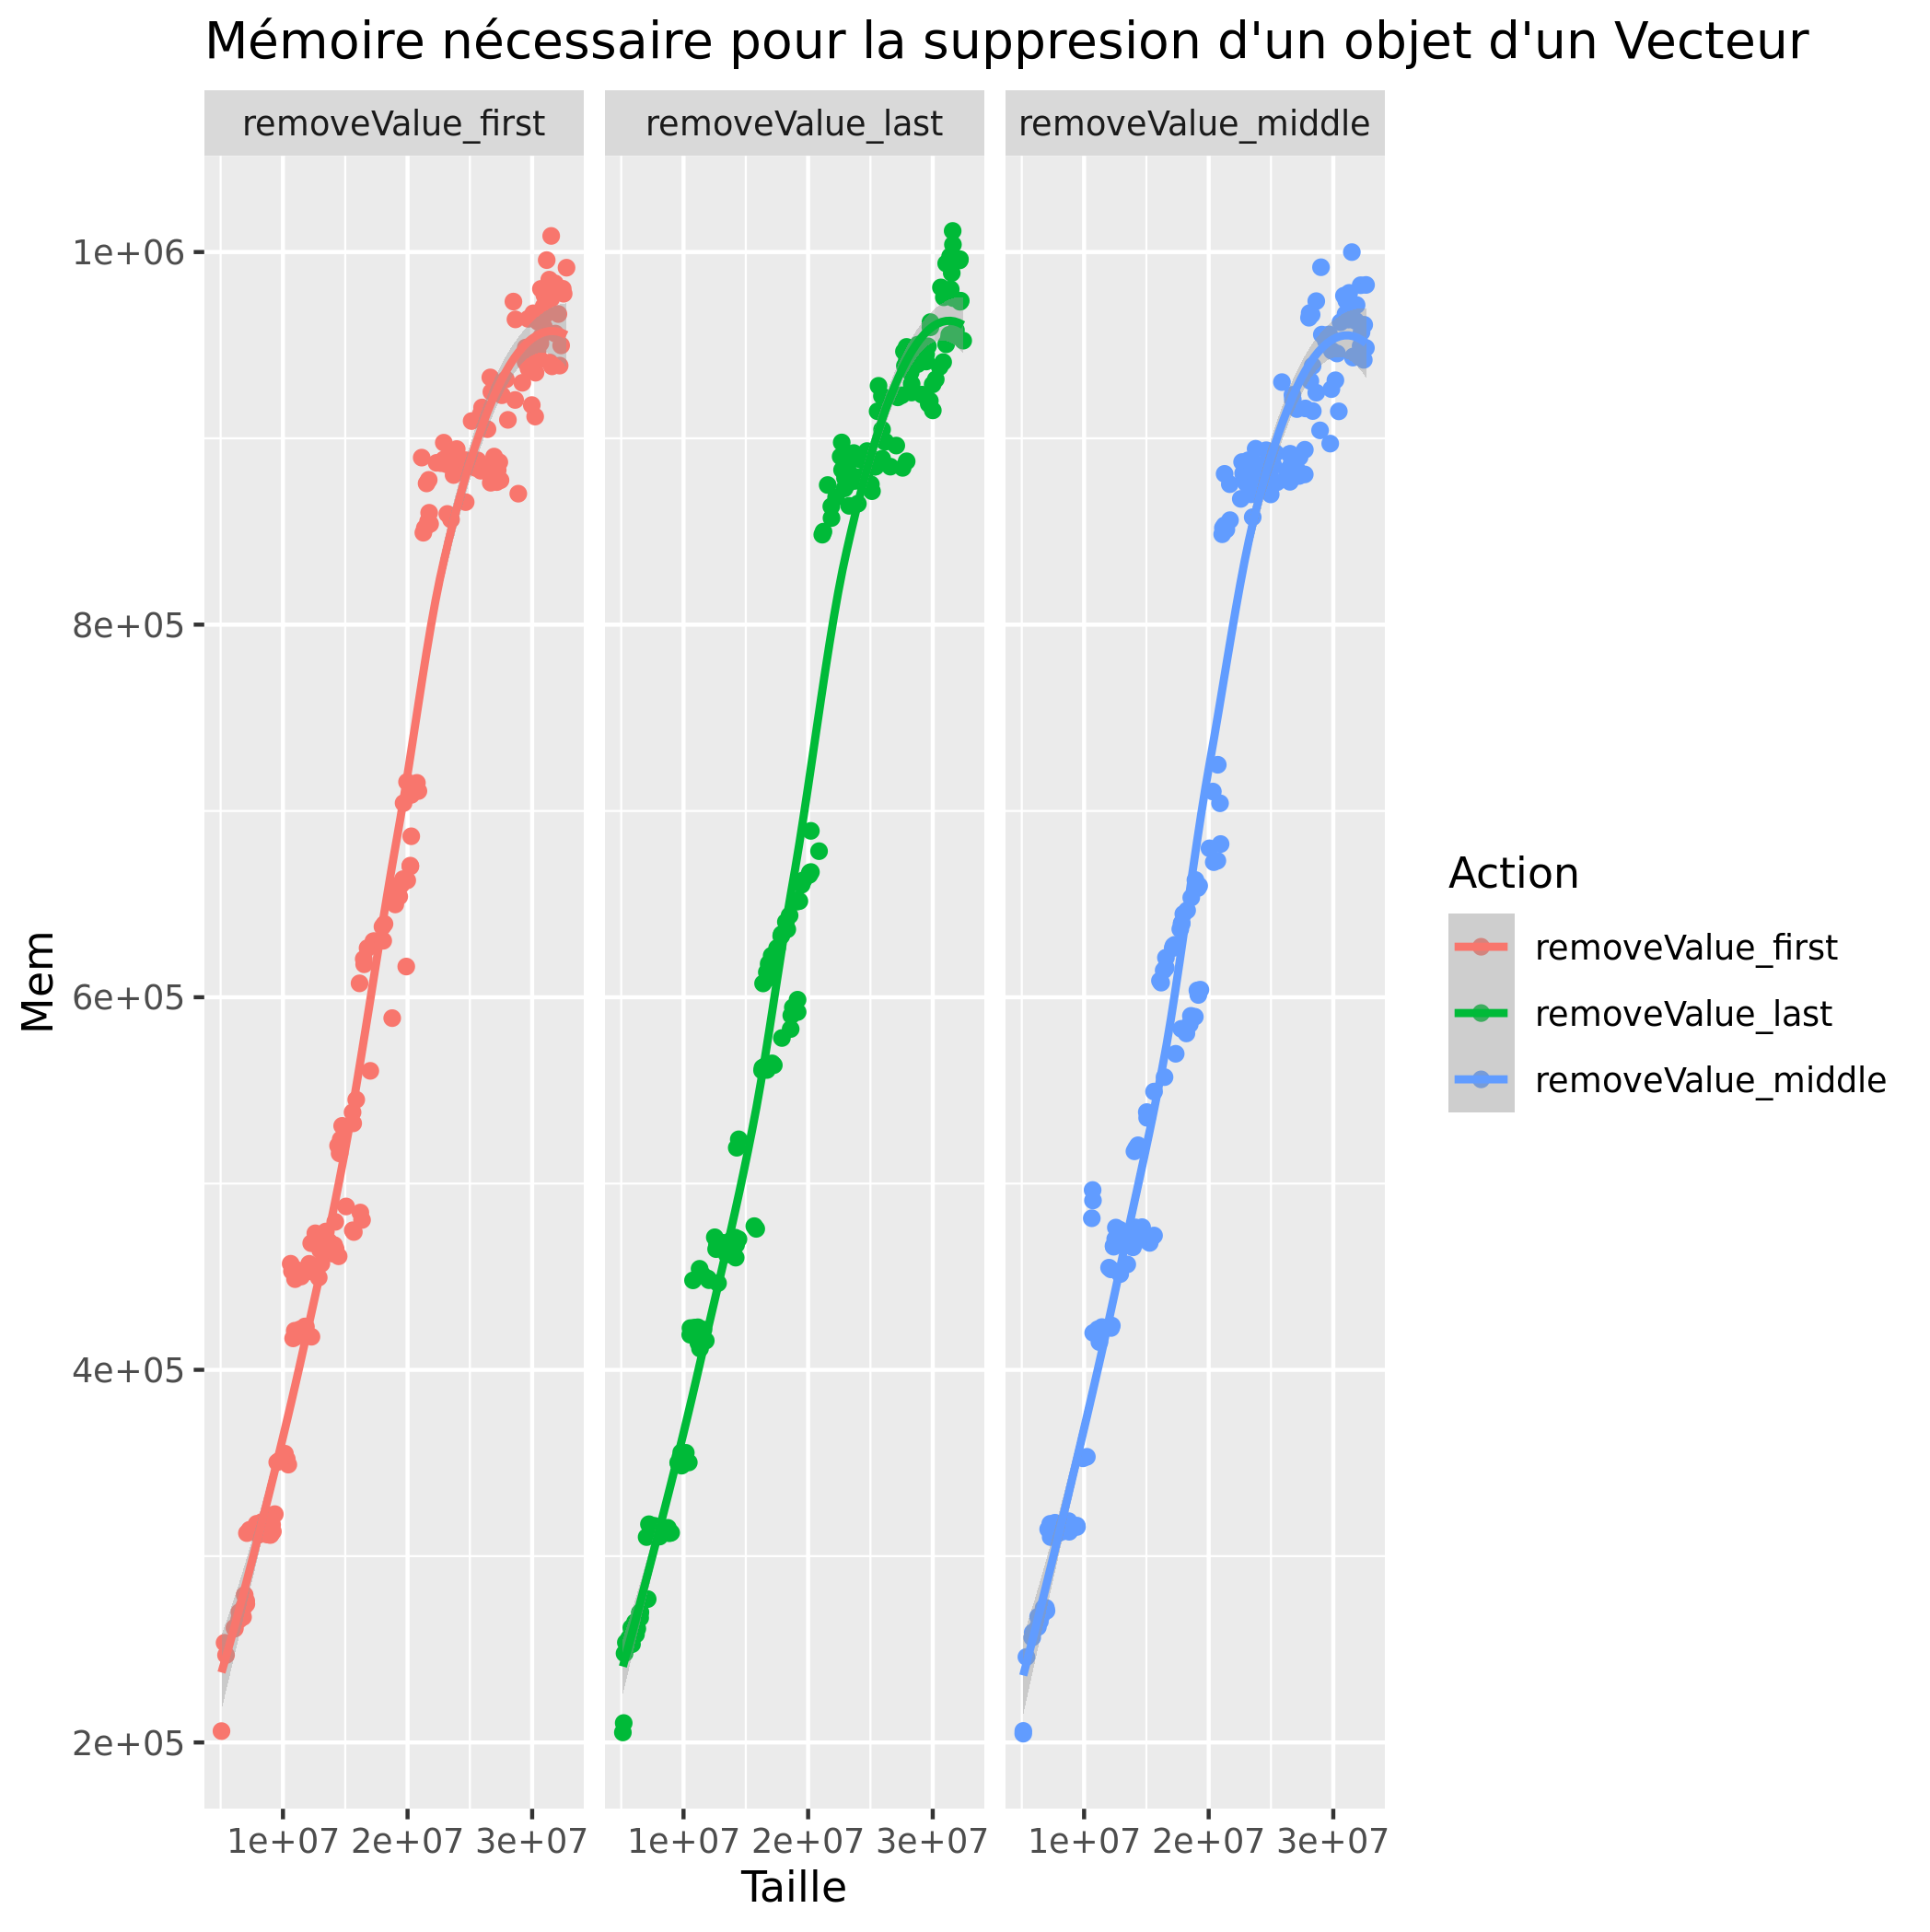 Mémoire nécessaire pour la suppresion d'un objet d'un Vecteur
removeValue_first removeValue_last removeValue_middle
1e+06
8e+05
6e+05
4e+05
2e+05
Mem
1e+07 2e+07 3e+07 1e+07 2e+07 3e+07 1e+07 2e+07 3e+07
Taille
Action
removeValue_first
removeValue_last
removeValue_middle